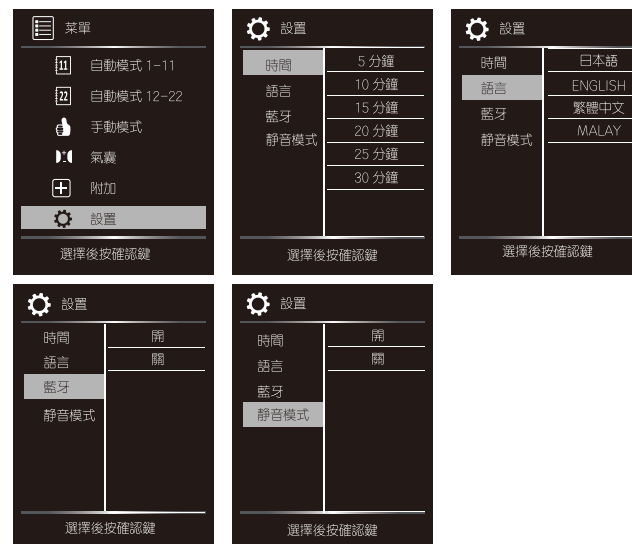 菜單
自動模式 1-11
自動模式 12-22
手動模式
氣囊
附加
設置
選擇後按確認鍵
設置
時間
語言
藍牙
靜音模式
5 分鐘
10 分鐘
15 分鐘
20 分鐘
25 分鐘
30 分鐘
選擇後按確認鍵
設置
時間
語言
藍牙
靜音模式
日本語
ENGLISH
繁體中文
MALAY
選擇後按確認鍵
設置
時間
語言
藍牙
靜音模式
開
關
選擇後按確認鍵
設置
時間
語言
藍牙
靜音模式
開
關
選擇後按確認鍵